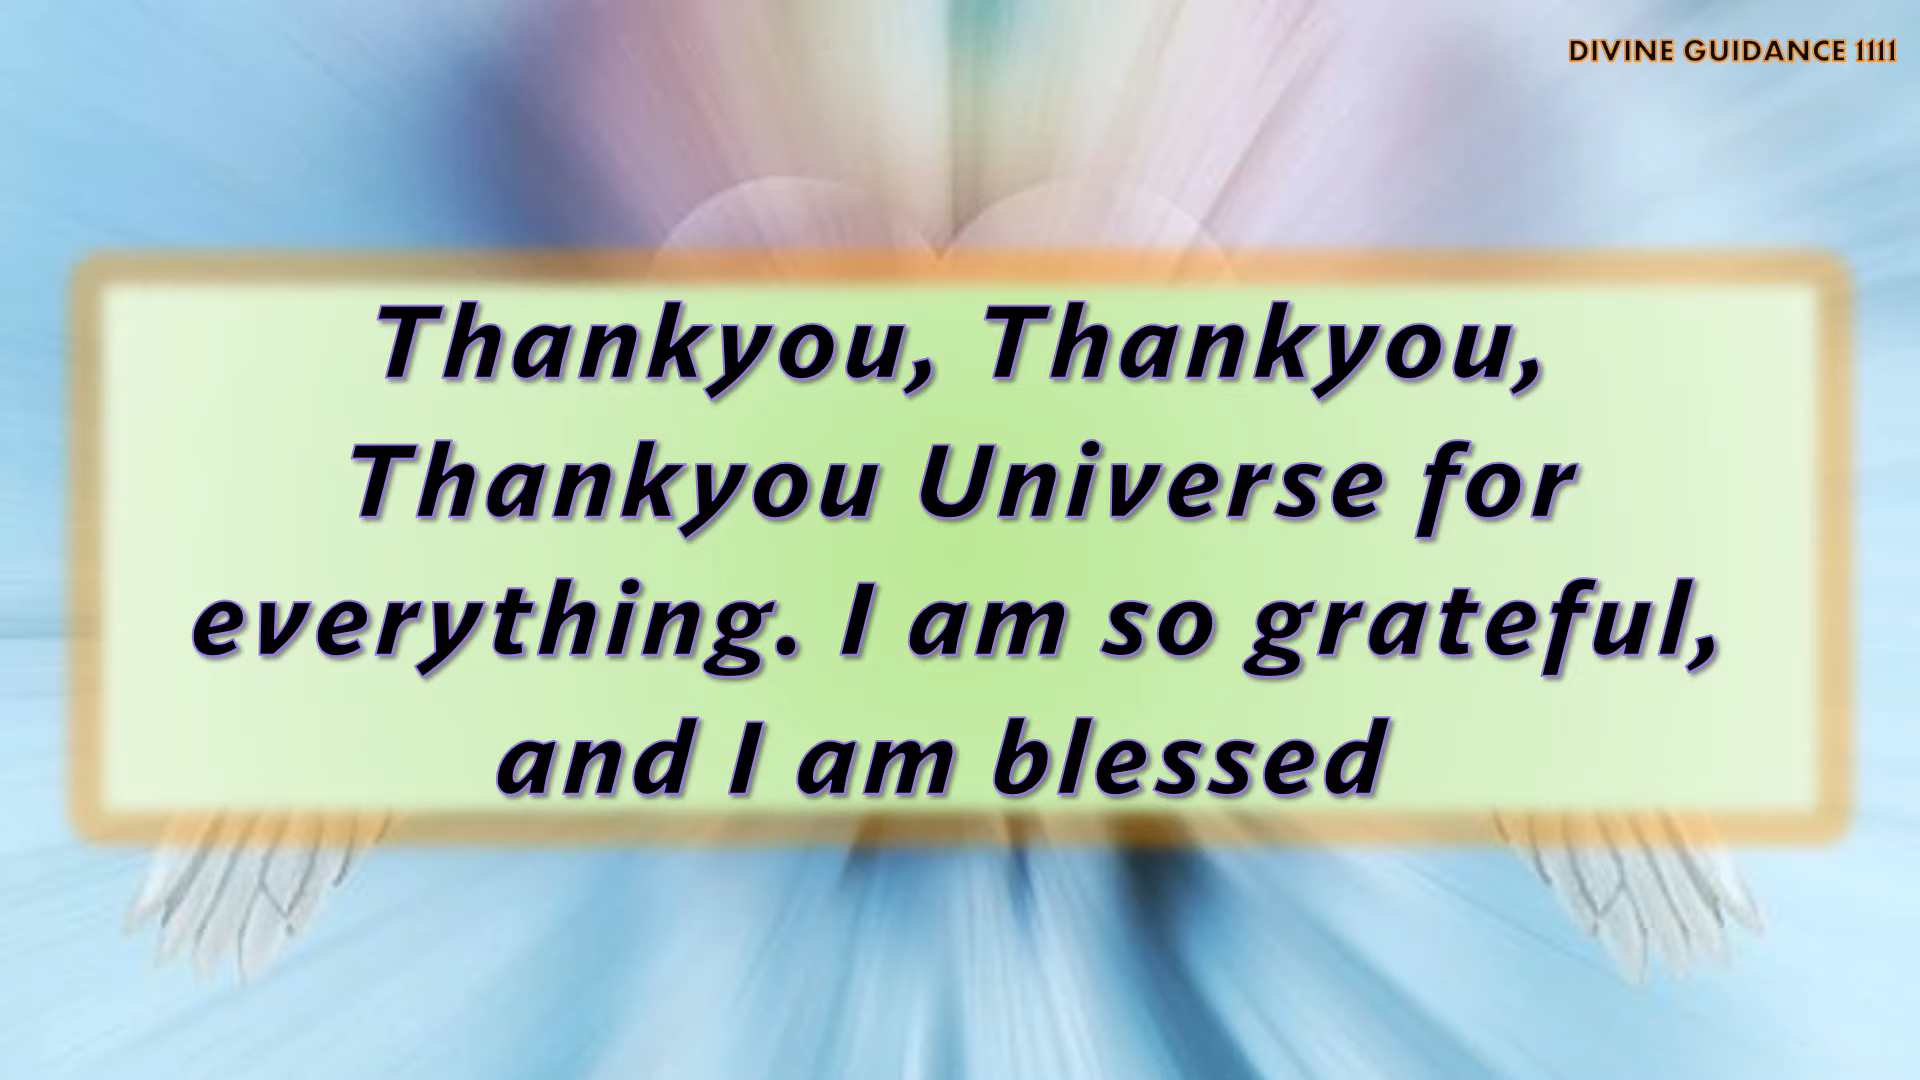 DIVINE GUIDANCE 1111
Thankyou, Thankyou,
Thankyou Universe for
everything. I am so grateful,
and I am blessed